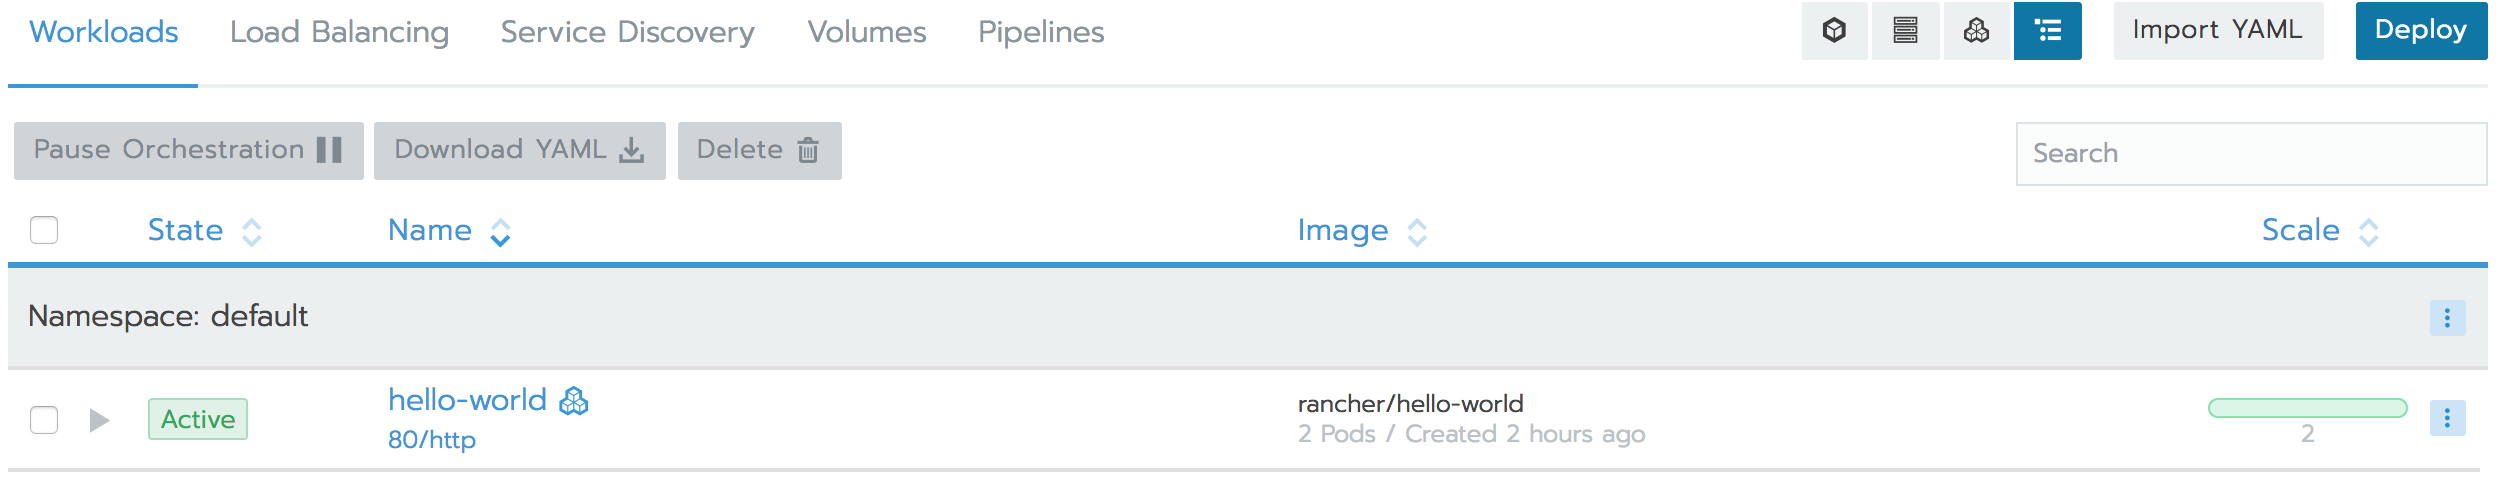 Workloads Load Balancing Service Discovery Volumes Pipelines Import YAML Deploy
Pause Orchestration Download YAML Delete Search
State Name Image Scale
Namespace: default
Active hello-world rancher/hello-world
80/http 2 Pods / Created 2 hours ago 2